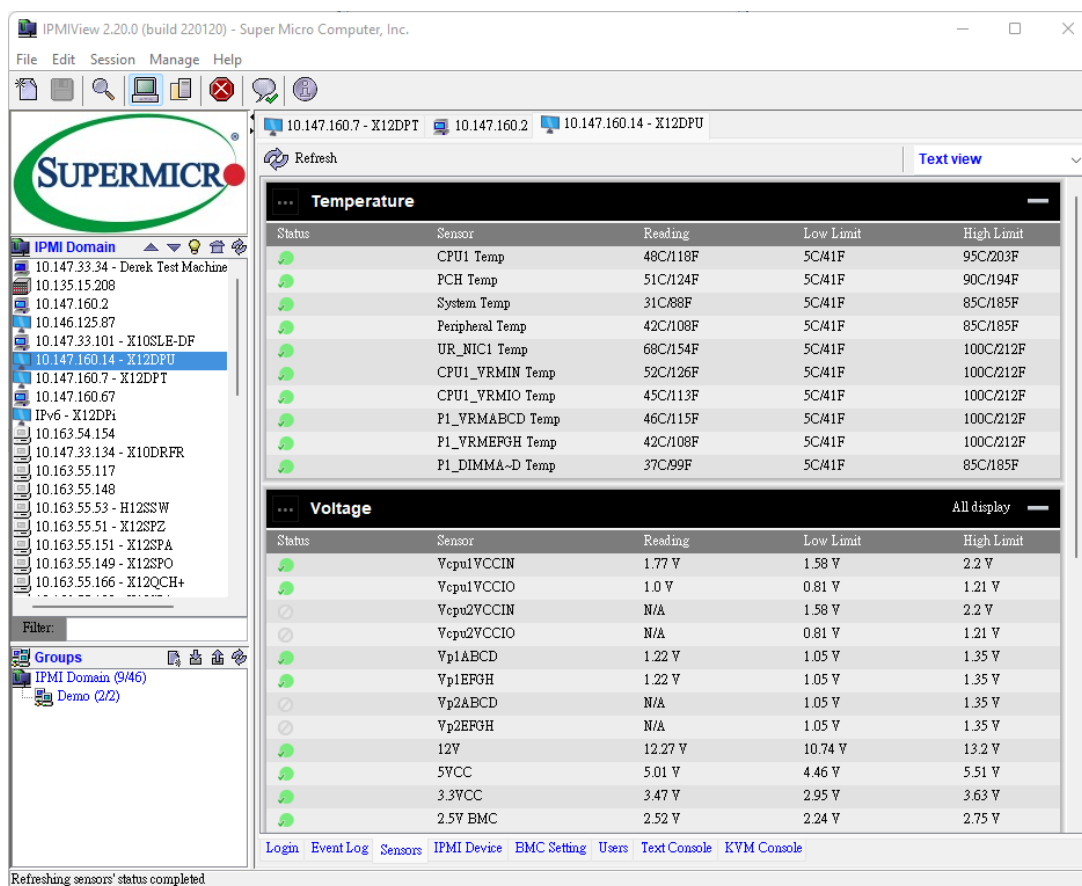 IPMIView 2.20.0 (build 220120) - Super Micro Computer, Inc.
File Edit Session Manage Help
SUPERMICR
®
IPMI Domain
10.147.33.34 - Derek Test Machine
10.135.15.208
10.147.160.2
10.146.125.87
10.147.33.101 - X10SLE-DF
10.147.160.14 - X12DPU
10.147.160.7 - X12DPT
10.147.160.67
IPv6 - X12DPi
10.163.54.154
10.147.33.134 - X10DRFR
10.163.55.117
10.163.55.148
10.163.55.53 - H12SSW
10.163.55.51 - X12SPZ
10.163.55.151 - X12SPA
10.163.55.149 - X12SPO
10.163.55.166 - X12QCH+
Filter:
Groups
IPMI Domain (9/46)
Demo (2/2)
10.147.160.7 - X12DPT 10.147.160.2 10.147.160.14 - X12DPU
Refresh Text view
... Temperature
Status Sensor Reading Low Limit High Limit
CPU1 Temp 48C/118F 5C/41F 95C/203F
PCH Temp 51C/124F 5C/41F 90C/194F
System Temp 31C/88F 5C/41F 85C/185F
Peripheral Temp 42C/108F 5C/41F 85C/185F
UR_NIC1 Temp 68C/154F 5C/41F 100C/212F
CPU1_VRMIN Temp 52C/126F 5C/41F 100C/212F
CPU1_VRMIO Temp 45C/113F 5C/41F 100C/212F
P1_VRMABCD Temp 46C/115F 5C/41F 100C/212F
P1_VRMEFGH Temp 42C/108F 5C/41F 100C/212F
P1_DIMMA~D Temp 37C/99F 5C/41F 85C/185F
... Voltage All display
Status Sensor Reading Low Limit High Limit
Vcpu1VCCIN 1.77 V 1.58 V 2.2 V
Vcpu1VCCIO 1.0 V 0.81 V 1.21 V
Vcpu2VCCIN N/A 1.58 V 2.2 V
Vcpu2VCCIO N/A 0.81 V 1.21 V
Vp1ABCD 1.22 V 1.05 V 1.35 V
Vp1EFGH 1.22 V 1.05 V 1.35 V
Vp2ABCD N/A 1.05 V 1.35 V
Vp2EFGH N/A 1.05 V 1.35 V
12V 12.27 V 10.74 V 13.2 V
5VCC 5.01 V 4.46 V 5.51 V
3.3VCC 3.47 V 2.95 V 3.63 V
2.5V BMC 2.52 V 2.24 V 2.75 V
Login Event Log Sensors IPMI Device BMC Setting Users Text Console KVM Console
Refreshing sensors' status completed